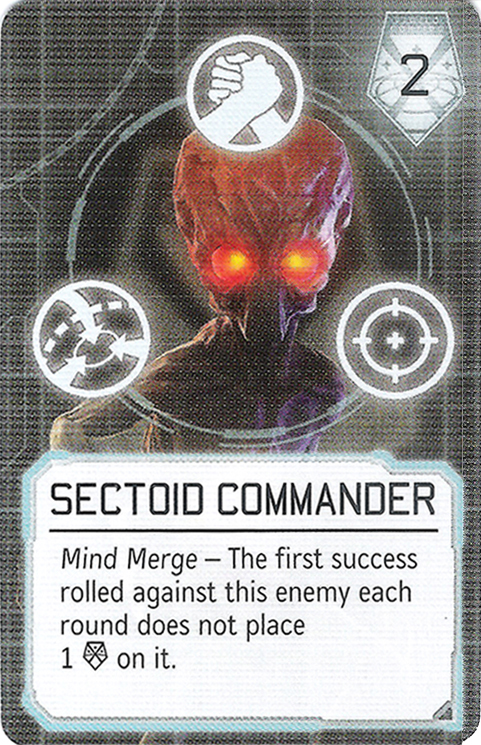 2
SECTOID COMMANDER
Mind Merge – The first success
rolled against this enemy each
round does not place
1 on it.